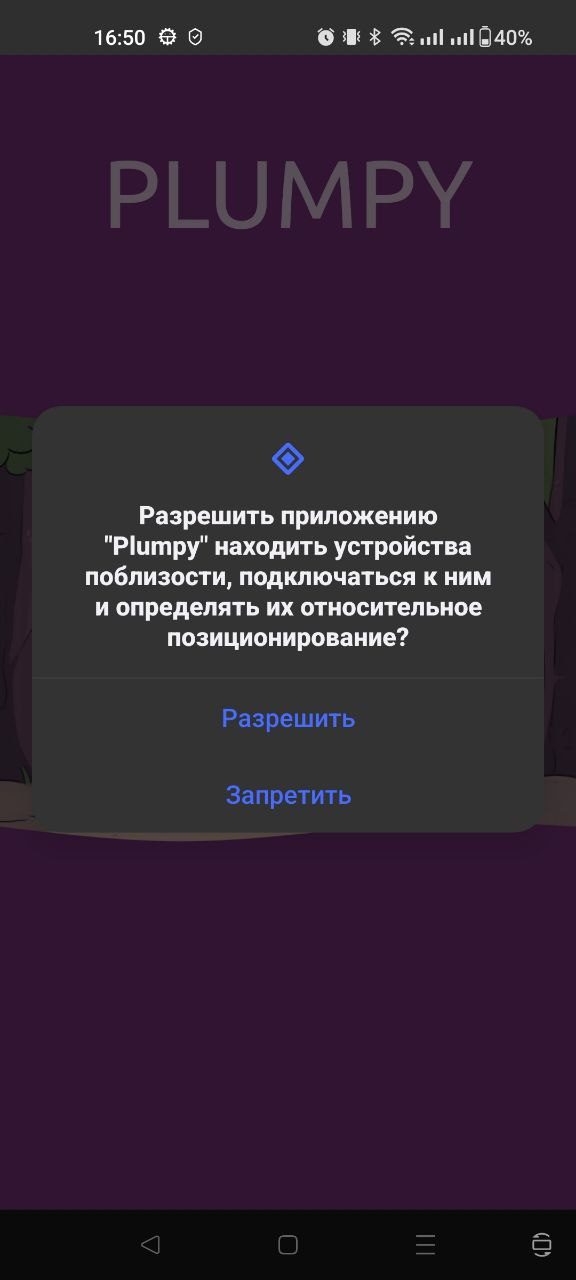 16:50
40%
PLUMPY
Разрешить приложению
"Plumpy" находить устройства
поблизости, подключаться к ним
и определять их относительное
позиционирование?
Разрешить
Запретить